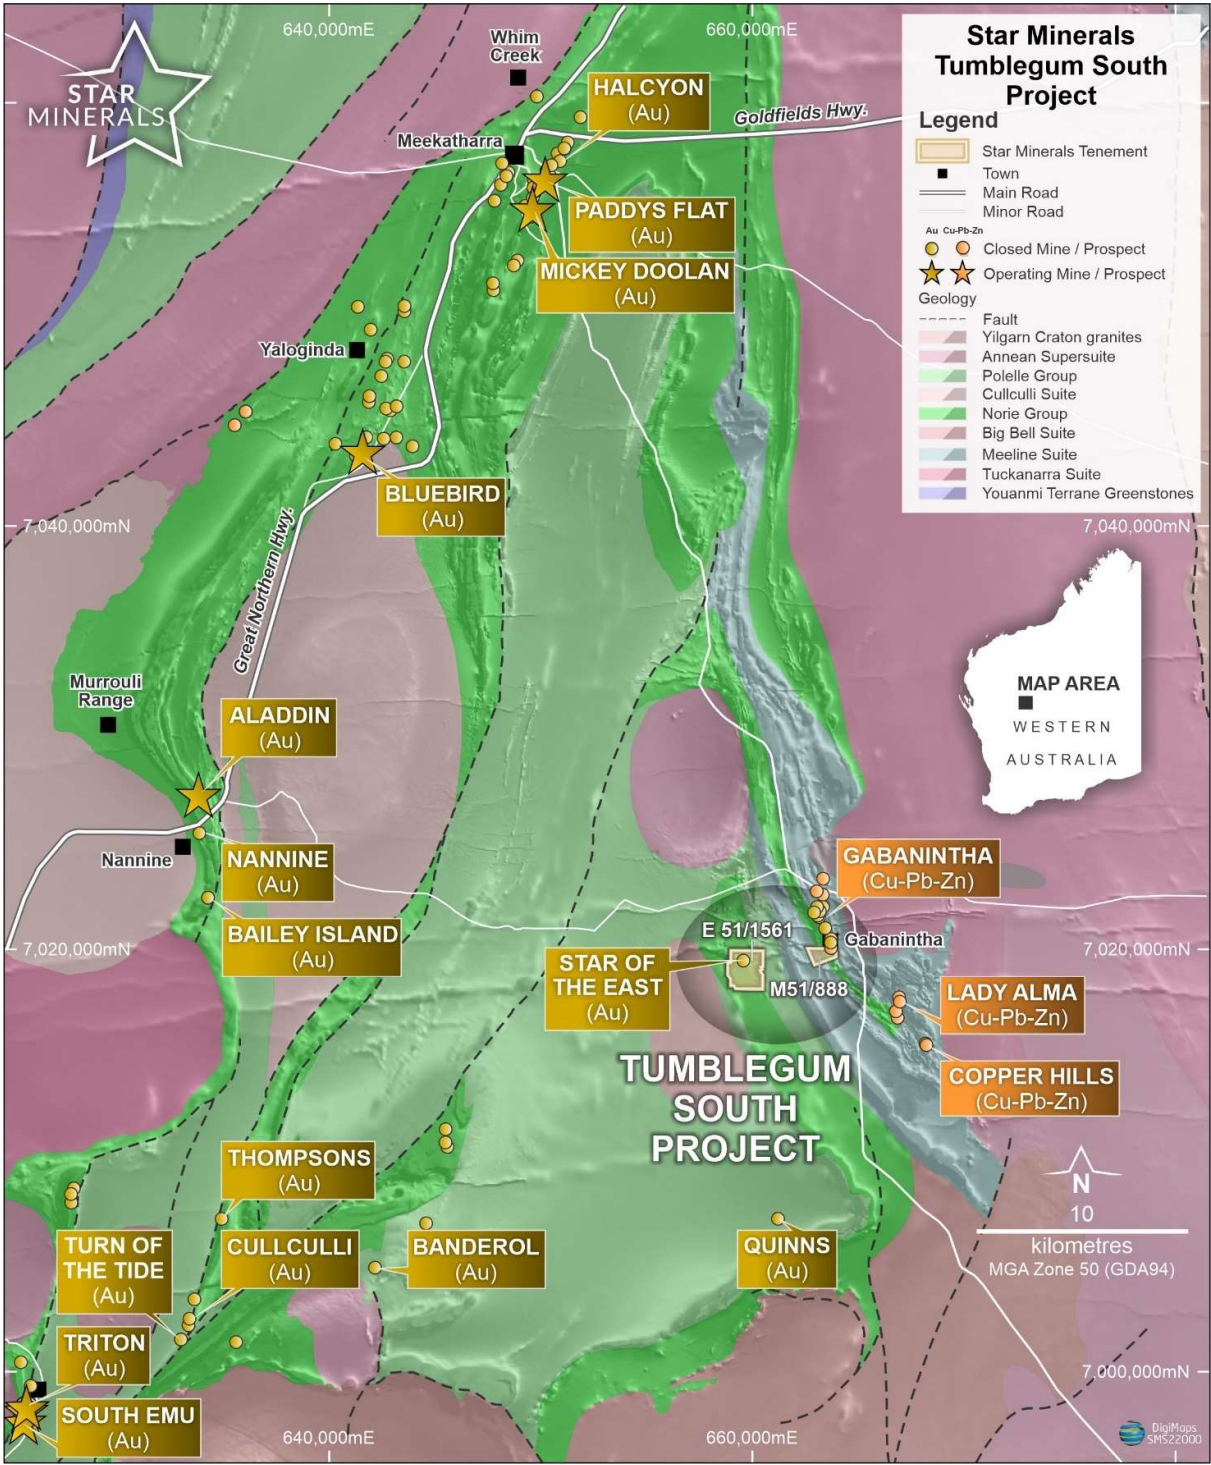 640,000mE
660,000mE
STAR
MINERALS
Whim
Creek
HALCYON
(Au)
Goldfields Hwy.
Meekatharra
PADDYS FLAT
(Au)
MICKEY DOOLAN
(Au)
Yaloginda
BLUEBIRD
(Au)
Star Minerals
Tumblegum South
Project
Legend
Star Minerals Tenement
Town
Main Road
Minor Road
Au Cu-Pb-Zn
Closed Mine / Prospect
Operating Mine / Prospect
Geology
Fault
Yilgarn Craton granites
Annean Supersuite
Polelle Group
Cullculli Suite
Norie Group
Big Bell Suite
Meeline Suite
Tuckanarra Suite
Youanmi Terrane Greenstones
7,040,000mN
7,040,000mN
Great Northern Hwy.
MAP AREA
WESTERN
AUSTRALIA
Murrouli
Range
ALADDIN
(Au)
Nannine
NANNINE
(Au)
BAILEY ISLAND
(Au)
GABANINTHA
(Cu-Pb-Zn)
E 51/1561
Gabanintha
7,020,000mN
7,020,000mN
STAR OF
THE EAST
(Au)
M51/888
LADY ALMA
(Cu-Pb-Zn)
COPPER HILLS
(Cu-Pb-Zn)
TUMBLEGUM
SOUTH
PROJECT
THOMPSONS
(Au)
TURN OF
THE TIDE
(Au)
CULLCULLI
(Au)
BANDEROL
(Au)
QUINNS
(Au)
N
10
kilometres
MGA Zone 50 (GDA94)
TRITON
(Au)
SOUTH EMU
(Au)
7,000,000mN
640,000mE
660,000mE
DigiMaps
SMS22000